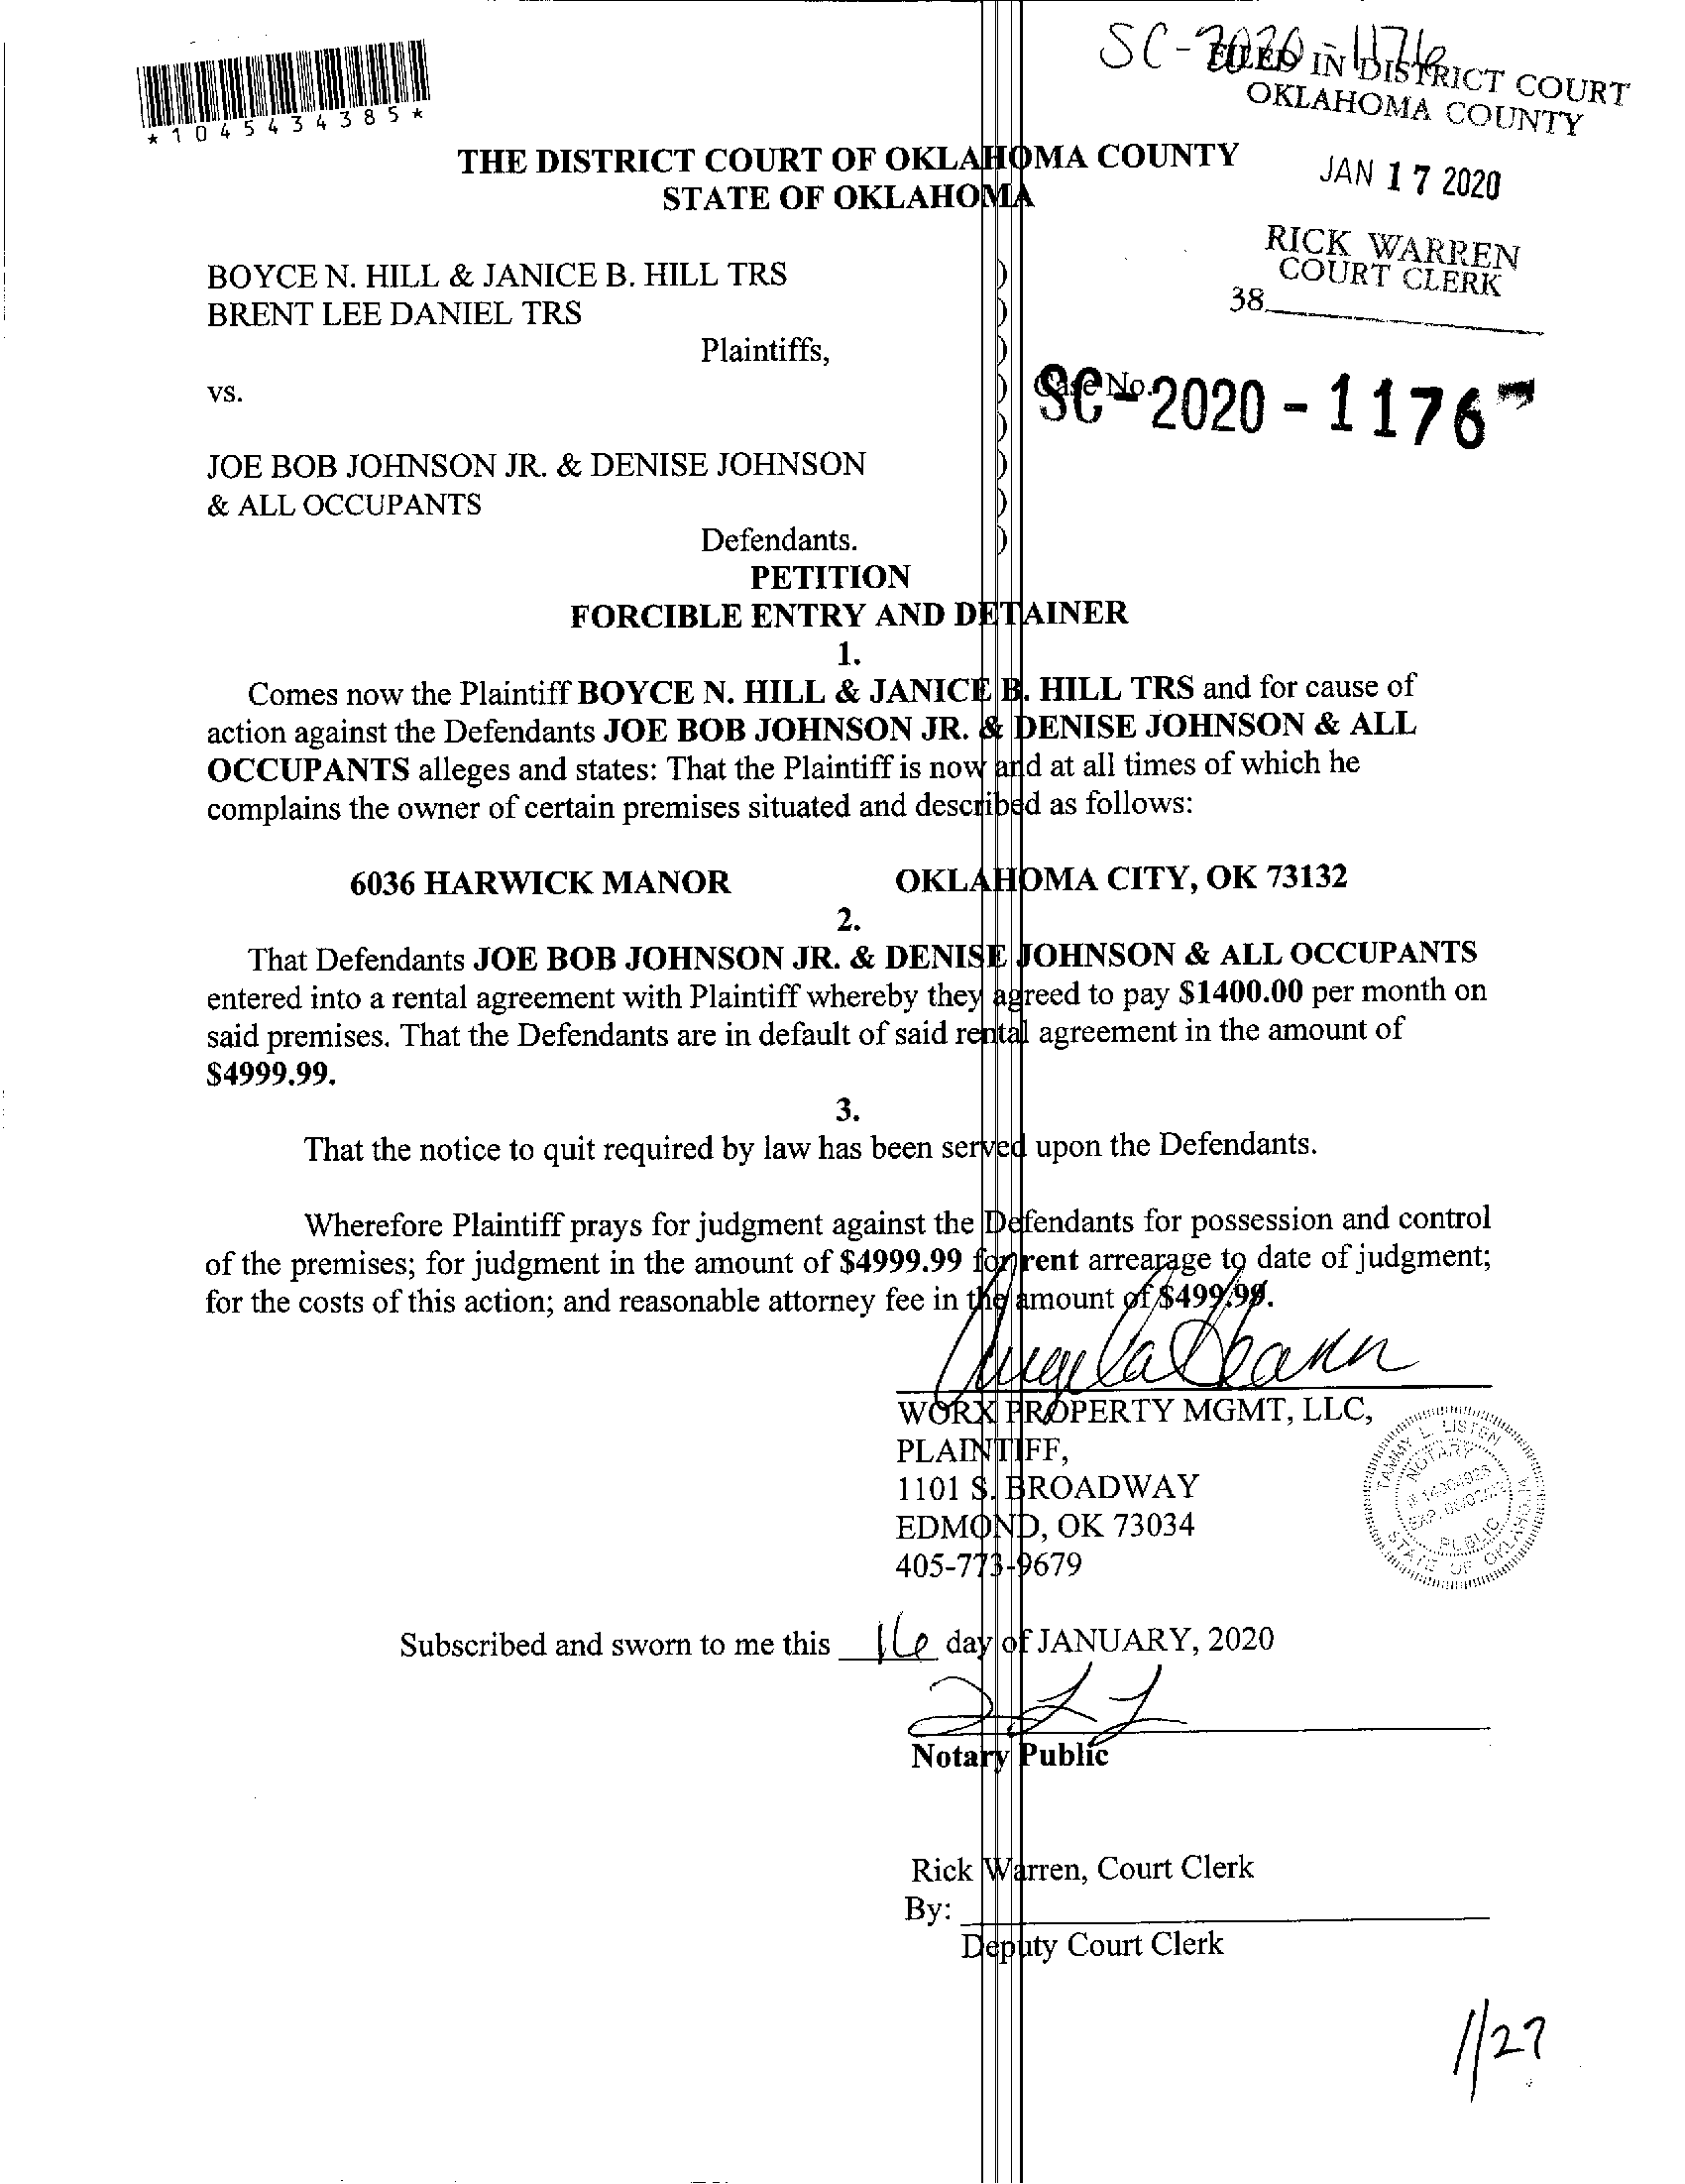 SC-2020-1176
FILED IN DISTRICT COURT
OKLAHOMA COUNTY
*1045434385*
THE DISTRICT COURT OF OKLAHOMA COUNTY
STATE OF OKLAHOMA
JAN 17 2020
RICK WARREN
COURT CLERK
38
BOYCE N. HILL & JANICE B. HILL TRS
BRENT LEE DANIEL TRS
Plaintiffs,
vs.
Case No.
SC-2020-1176
JOE BOB JOHNSON JR. & DENISE JOHNSON
& ALL OCCUPANTS
Defendants.
PETITION
FORCIBLE ENTRY AND DETAINER
1.
Comes now the Plaintiff BOYCE N. HILL & JANICE B. HILL TRS and for cause of
action against the Defendants JOE BOB JOHNSON JR. & DENISE JOHNSON & ALL
OCCUPANTS alleges and states: That the Plaintiff is now and at all times of which he
complains the owner of certain premises situated and described as follows:
6036 HARWICK MANOR OKLAHOMA CITY, OK 73132
2.
That Defendants JOE BOB JOHNSON JR. & DENISE JOHNSON & ALL OCCUPANTS
entered into a rental agreement with Plaintiff whereby they agreed to pay $1400.00 per month on
said premises. That the Defendants are in default of said rental agreement in the amount of
$4999.99.
3.
That the notice to quit required by law has been served upon the Defendants.
Wherefore Plaintiff prays for judgment against the Defendants for possession and control
of the premises; for judgment in the amount of $4999.99 for rent arrearage to date of judgment;
for the costs of this action; and reasonable attorney fee in the amount of $499.99.
WORX PROPERTY MGMT, LLC,
PLAINTIFF,
1101 S. BROADWAY
EDMOND, OK 73034
405-773-9679
TAMMY L. LISTEN
NOTARY
PUBLIC
STATE OF OKLAHOMA
Subscribed and sworn to me this 16 day of JANUARY, 2020
Notary Public
Rick Warren, Court Clerk
By:
Deputy Court Clerk
1/27